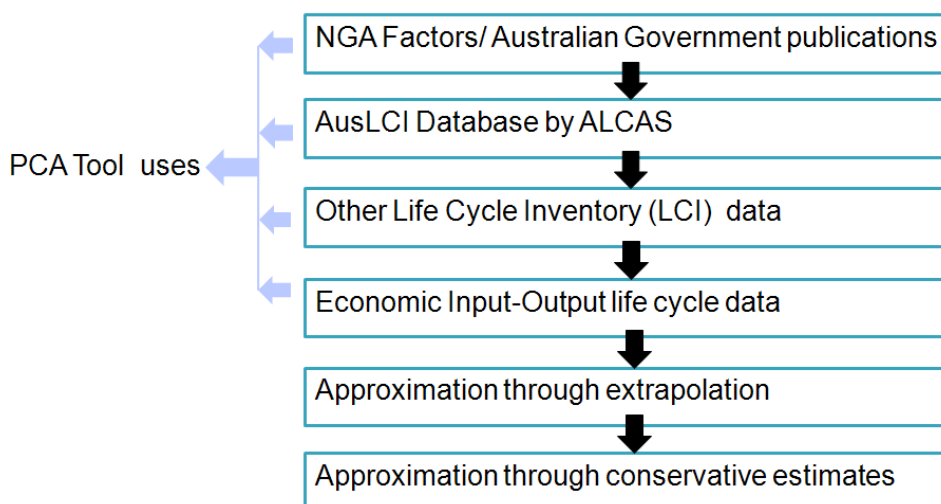 NGA Factors/ Australian Government publications
AusLCI Database by ALCAS
PCA Tool uses
Other Life Cycle Inventory (LCI) data
Economic Input-Output life cycle data
Approximation through extrapolation
Approximation through conservative estimates